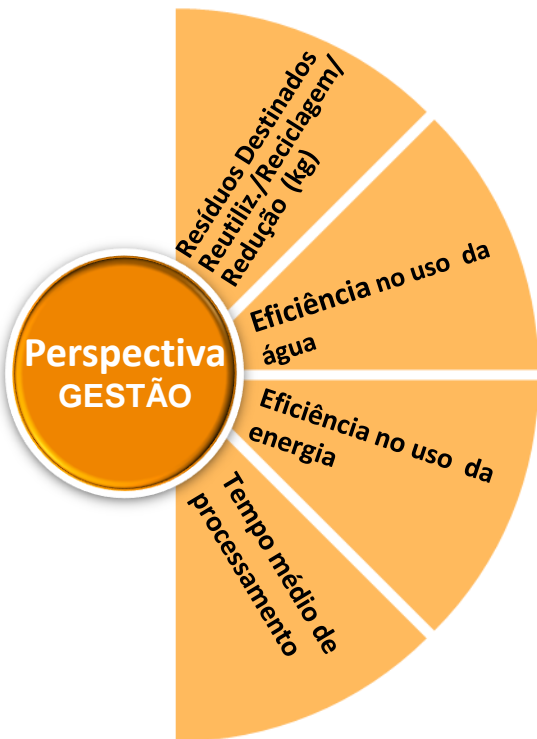 Resíduos Destinados
Reutiliz./Reciclagem/
Redução (kg)
Eficiência no uso da
água
Perspectiva
GESTÃO
Eficiência no uso da
energia
Tempo médio de
processamento